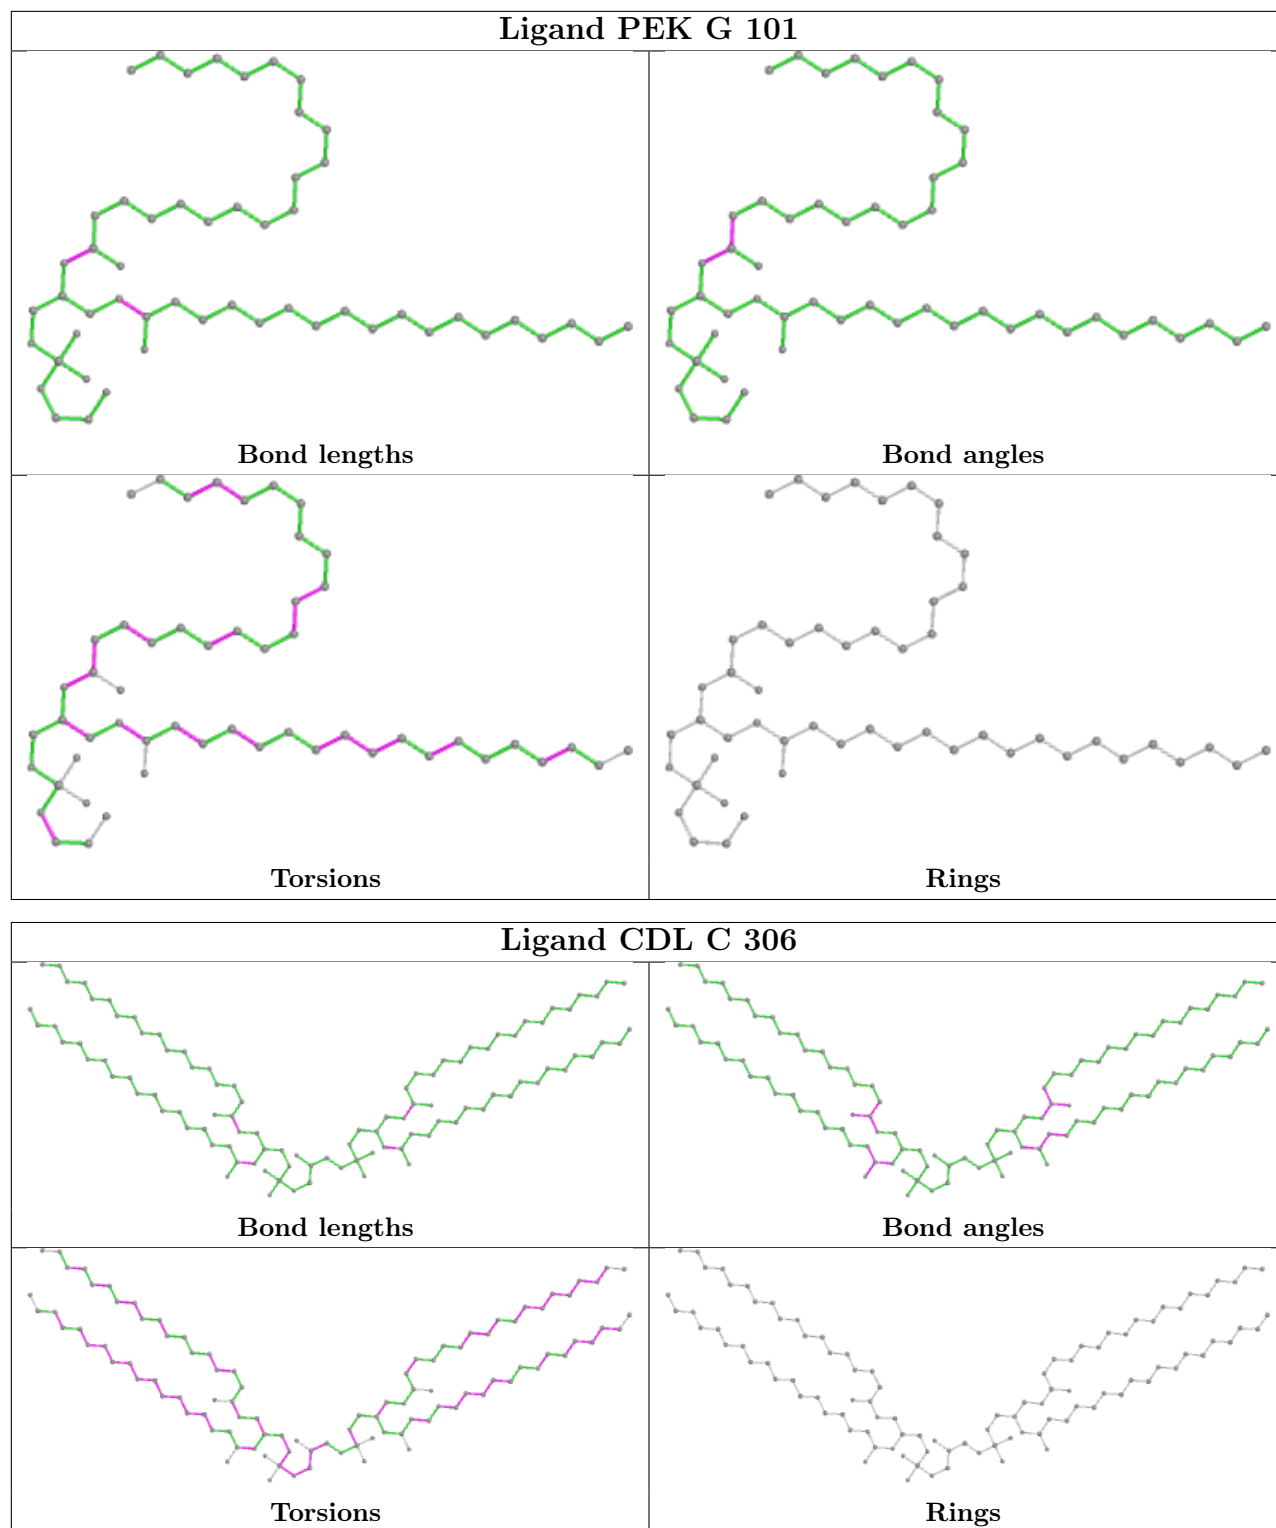 Ligand PEK G 101
Bond lengths
Bond angles
Torsions
Rings
Ligand CDL C 306
Bond lengths
Bond angles
Torsions
Rings